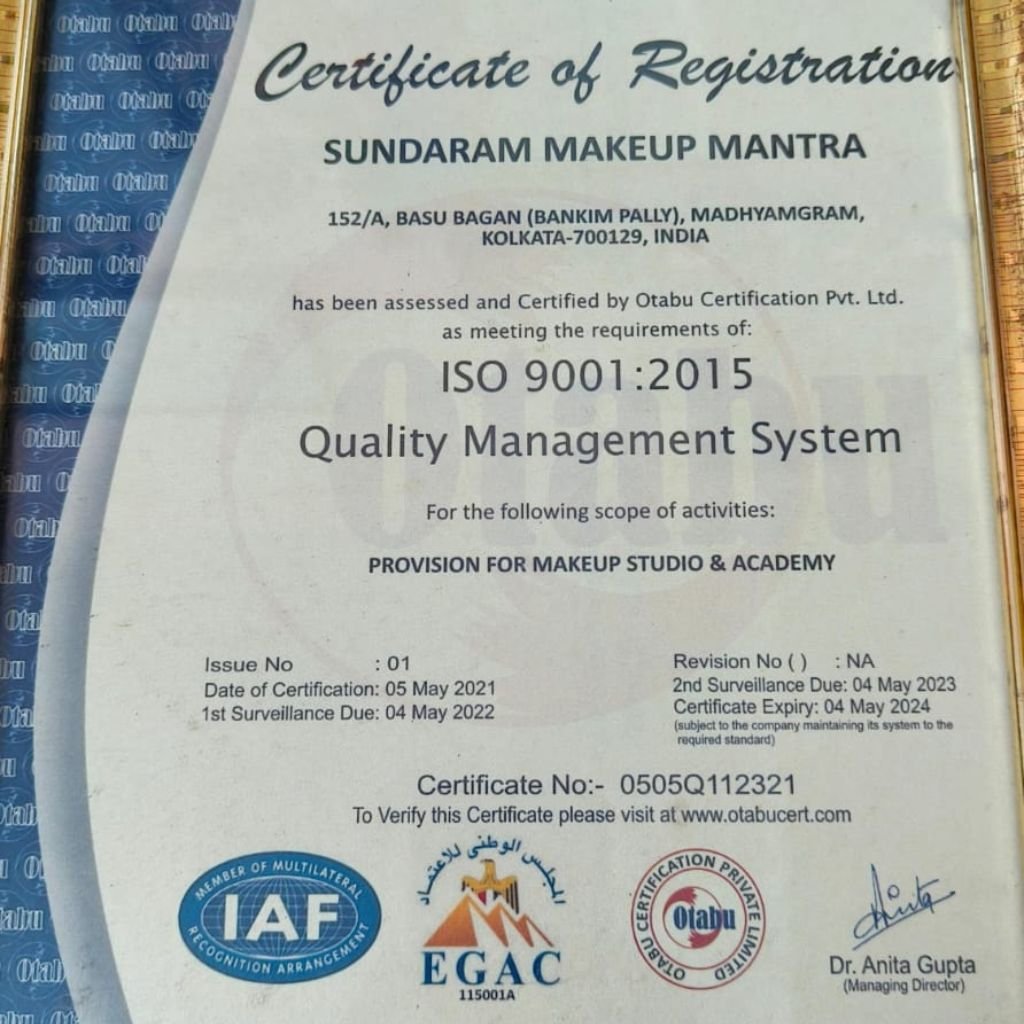 Certificate of Registration
SUNDARAM MAKEUP MANTRA
152/A, BASU BAGAN (BANKIM PALLY), MADHYAMGRAM,
KOLKATA-700129, INDIA
has been assessed and Certified by Otabu Certification Pvt. Ltd.
as meeting the requirements of:
ISO 9001:2015
Quality Management System
For the following scope of activities:
PROVISION FOR MAKEUP STUDIO & ACADEMY
Issue No : 01
Date of Certification: 05 May 2021
1st Surveillance Due: 04 May 2022
Revision No ( ) : NA
2nd Surveillance Due: 04 May 2023
Certificate Expiry: 04 May 2024
(subject to the company maintaining its system to the
required standard)
Certificate No:- 0505Q112321
To Verify this Certificate please visit at www.otabucert.com
MEMBER OF MULTILATERAL
IAF
RECOGNITION ARRANGEMENT
المجلس الوطنى للاعتماد
EGAC
115001A
OTABU CERTIFICATION PRIVATE LIMITED
Otabu
Anita
Dr. Anita Gupta
(Managing Director)
Otabu